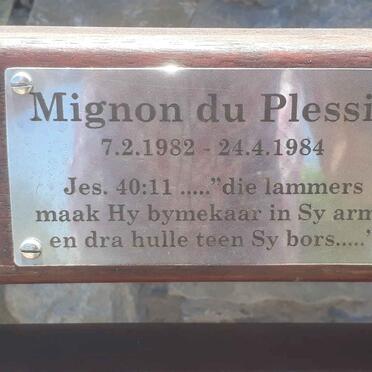 Mignon du Plessi
7.2.1982 - 24.4.1984
Jes. 40:11 ....."die lammers
maak Hy bymekaar in Sy arm
en dra hulle teen Sy bors....."